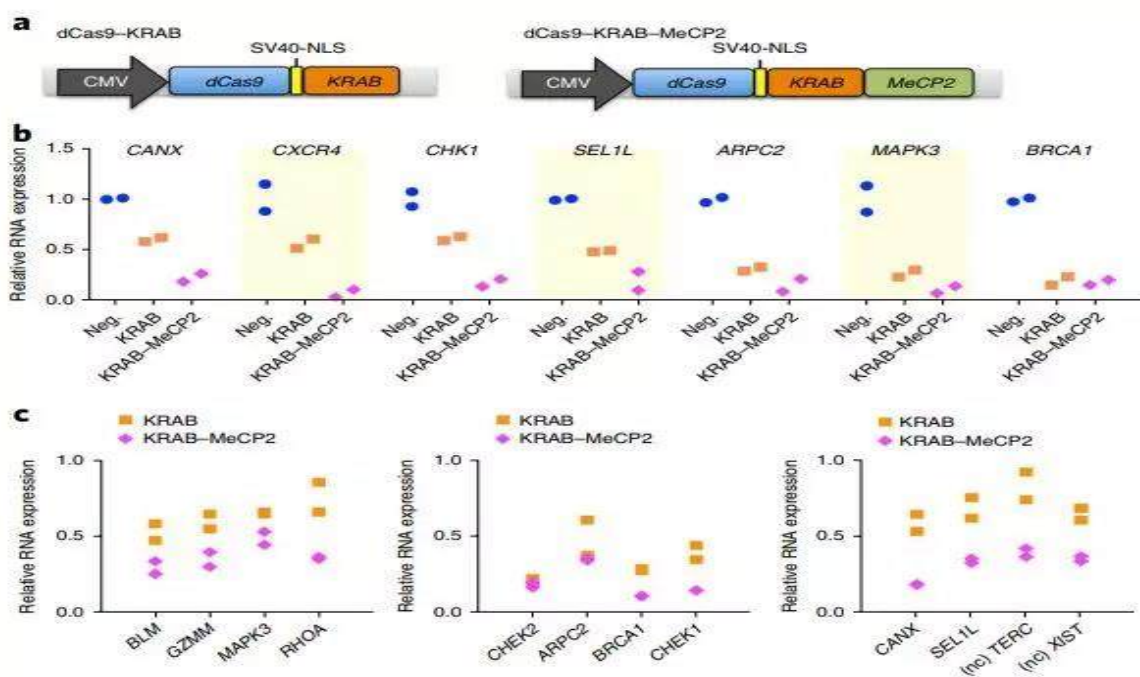 a
dCas9–KRAB
SV40-NLS
CMV
dCas9
KRAB
dCas9–KRAB–MeCP2
SV40-NLS
CMV
dCas9
KRAB
MeCP2
b
CANX CXCR4 CHK1 SEL1L ARPC2 MAPK3 BRCA1
Relative RNA expression
1.5
1.0
0.5
0.0
Neg. KRAB KRAB–MeCP2 Neg. KRAB KRAB–MeCP2 Neg. KRAB KRAB–MeCP2 Neg. KRAB KRAB–MeCP2 Neg. KRAB KRAB–MeCP2 Neg. KRAB KRAB–MeCP2 Neg. KRAB KRAB–MeCP2
c
KRAB
KRAB–MeCP2
Relative RNA expression
1.0
0.5
0.0
BLM GZMM MAPK3 RHOA
KRAB
KRAB–MeCP2
Relative RNA expression
1.0
0.5
0.0
CHEK2 ARPC2 BRCA1 CHEK1
KRAB
KRAB–MeCP2
Relative RNA expression
1.0
0.5
0.0
CANX SEL1L (nc) TERC (nc) XIST